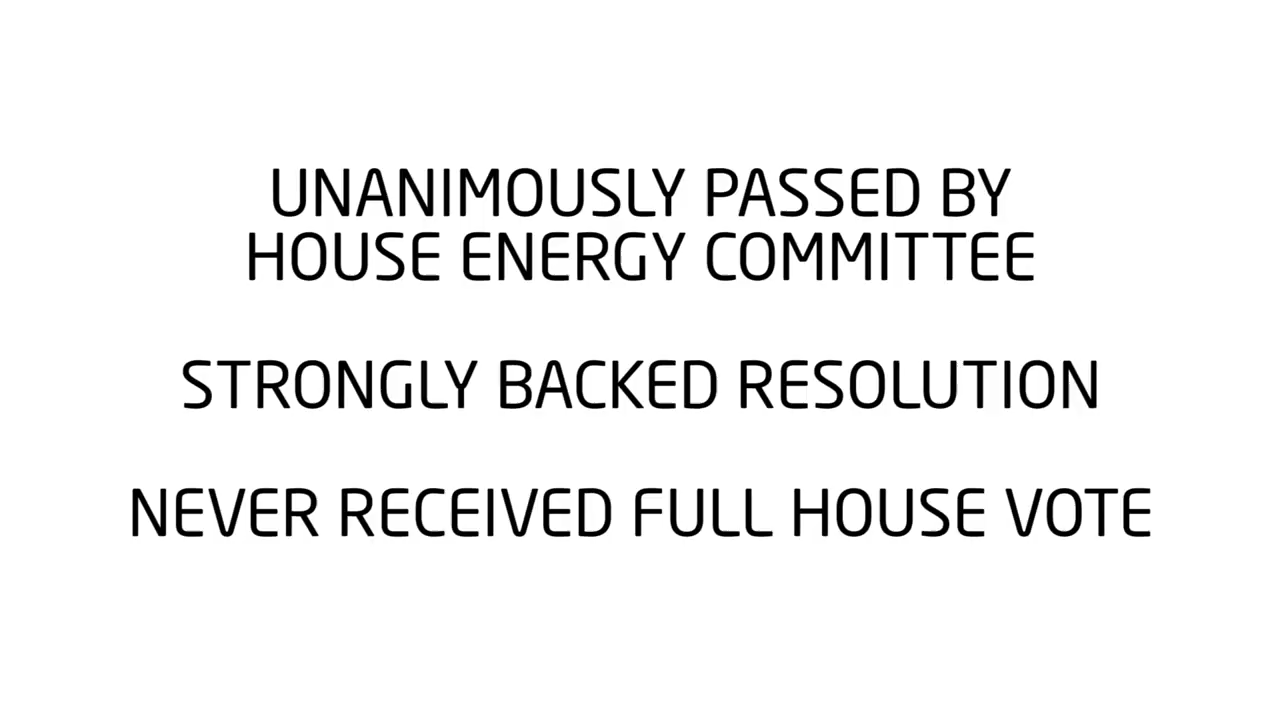 UNANIMOUSLY PASSED BY
HOUSE ENERGY COMMITTEE
STRONGLY BACKED RESOLUTION
NEVER RECEIVED FULL HOUSE VOTE